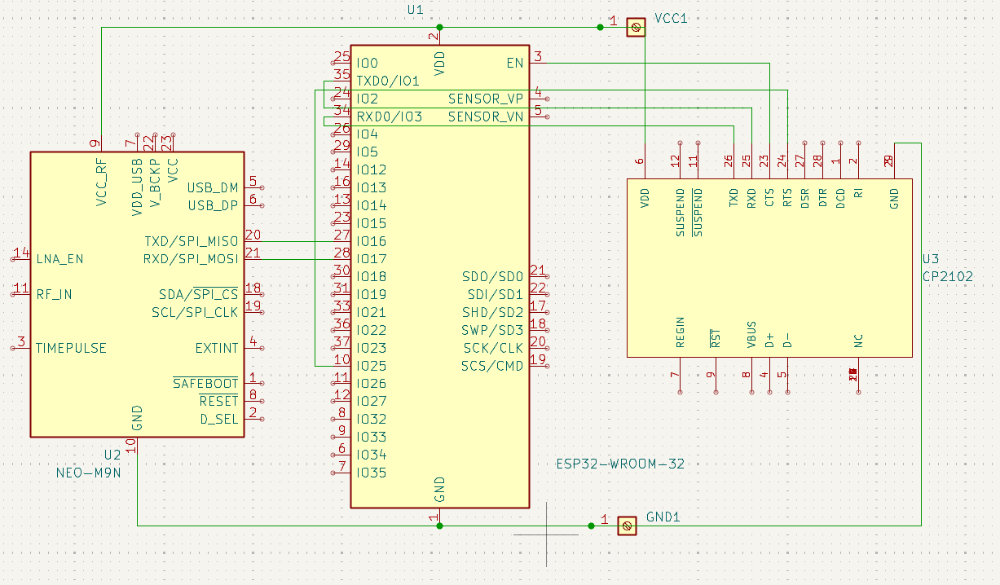 U1
1
VCC1
2
VDD
25 IO0
EN 3
35 TXD0/IO1
24 IO2
SENSOR_VP 4
34 RXD0/IO3
SENSOR_VN 5
26 IO4
29 IO5
14 IO12
16 IO13
13 IO14
23 IO15
27 IO16
28 IO17
30 IO18
SDO/SD0 21
31 IO19
SDI/SD1 22
33 IO21
SHD/SD2 17
36 IO22
SWP/SD3 18
37 IO23
SCK/CLK 20
10 IO25
SCS/CMD 19
11 IO26
12 IO27
8 IO32
9 IO33
6 IO34
7 IO35
GND
1
ESP32-WROOM-32
9 VCC_RF
7 VDD_USB
22 V_BCKP
23 VCC
USB_DM 5
USB_DP 6
TXD/SPI_MISO 20
14 LNA_EN
RXD/SPI_MOSI 21
11 RF_IN
SDA/SPI_CS 18
SCL/SPI_CLK 19
3 TIMEPULSE
EXTINT 4
SAFEBOOT 1
RESET 8
D_SEL 2
GND
10
U2
NEO-M9N
6 VDD
12 SUSPEND
11 SUSPEND
26 TXD
25 RXD
23 CTS
24 RTS
27 DSR
28 DTR
1 DCD
2 RI
GND
U3
CP2102
REGIN 7
RST 9
VBUS 8
D+ 4
D- 5
NC
1
GND1